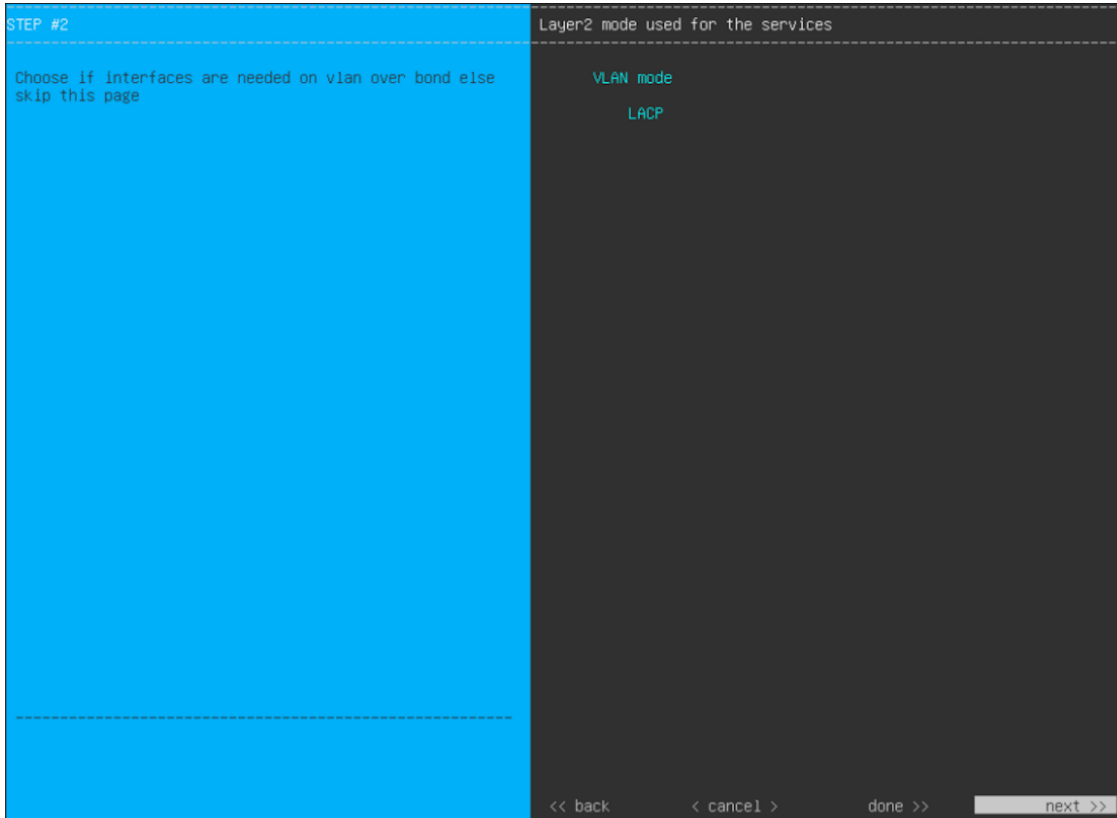 STEP #2
Choose if interfaces are needed on vlan over bond else
skip this page
Layer2 mode used for the services
VLAN mode
LACP
<< back < cancel > done >> next >>